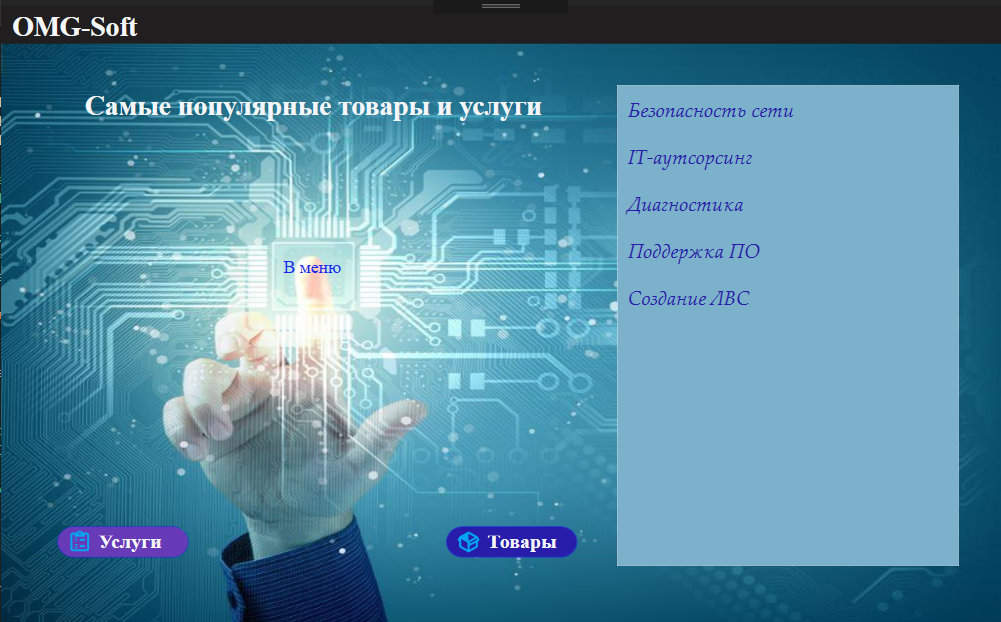 OMG-Soft
Самые популярные товары и услуги
Безопасность сети
IT-аутсорсинг
Диагностика
Поддержка ПО
Создание ЛВС
В меню
Услуги
Товары